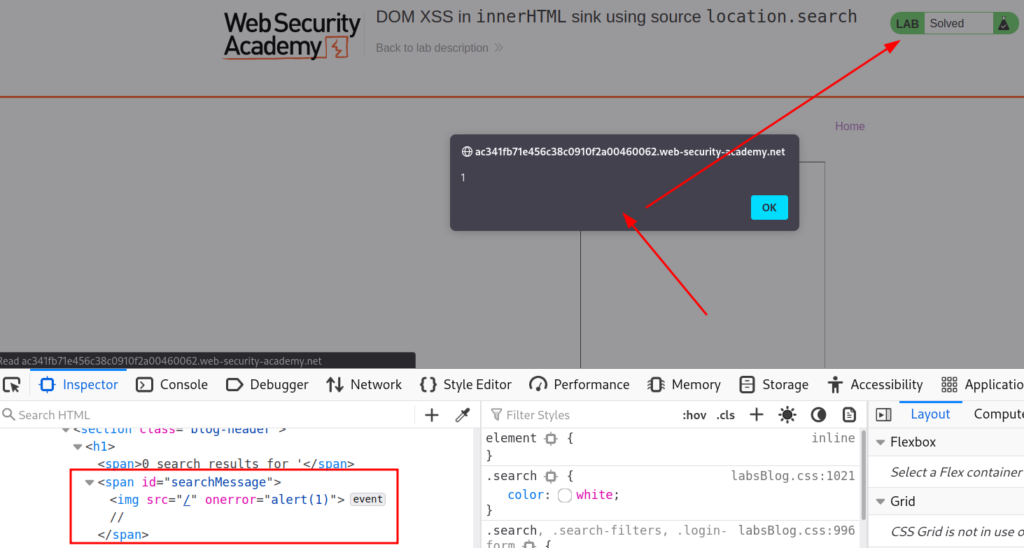 Web Security
Academy
DOM XSS in innerHTML sink using source location.search
Back to lab description
LAB Solved
Home
ac341fb71e456c38c0910f2a00460062.web-security-academy.net
1
OK
Read ac341fb71e456c38c0910f2a00460062.web-security-academy.net
Inspector Console Debugger Network Style Editor Performance Memory Storage Accessibility Applicatio
Search HTML
Filter Styles
:hov .cls
Layout Compute
<section class="blog-header">
<h1>
<span>0 search results for '</span>
<span id="searchMessage">
<img src="/" onerror="alert(1)"> event
//
</span>
element { inline
}
.search { labsBlog.css:1021
color: white;
}
.search, .search-filters, .login- labsBlog.css:996
form {
Flexbox
Select a Flex container
Grid
CSS Grid is not in use o